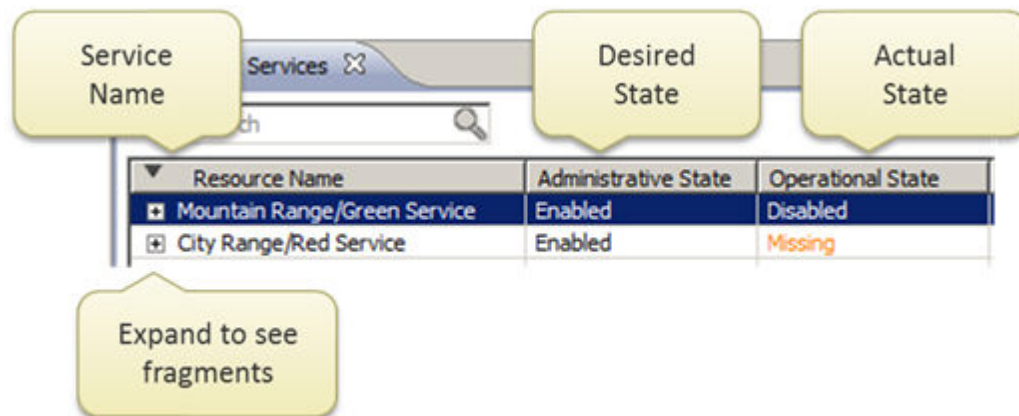 Service
Name
Desired
State
Actual
State
Services
Resource Name
Administrative State
Operational State
Mountain Range/Green Service
Enabled
Disabled
City Range/Red Service
Enabled
Missing
Expand to see
fragments